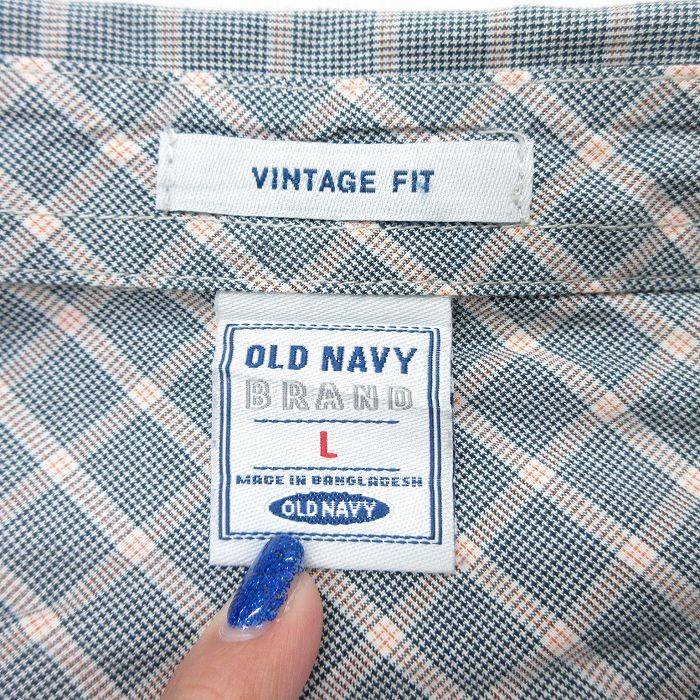 VINTAGE FIT
OLD NAVY
BRAND
L
MADE IN BANGLADESH
OLD NAVY